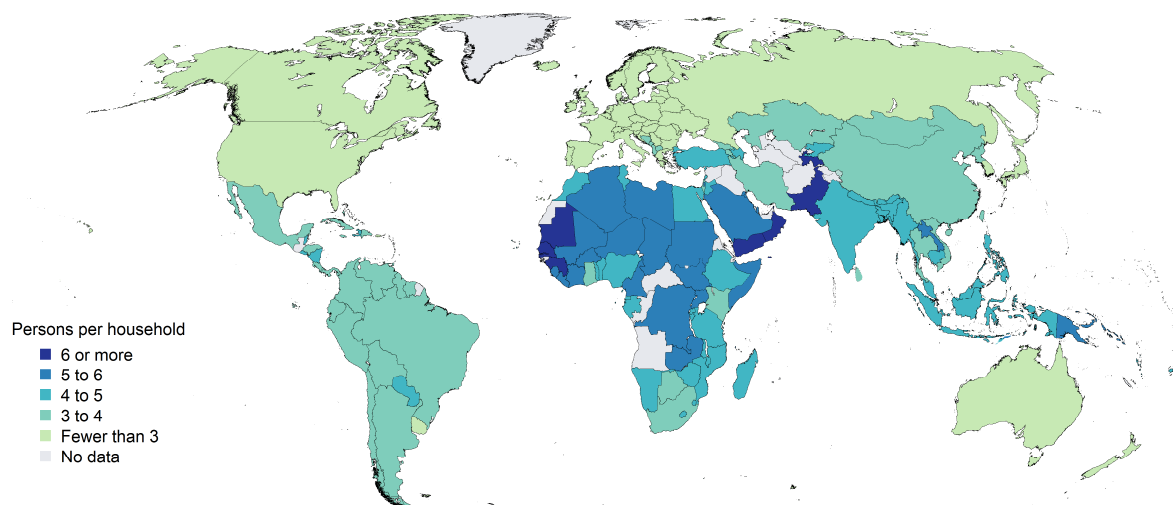 Persons per household
6 or more
5 to 6
4 to 5
3 to 4
Fewer than 3
No data